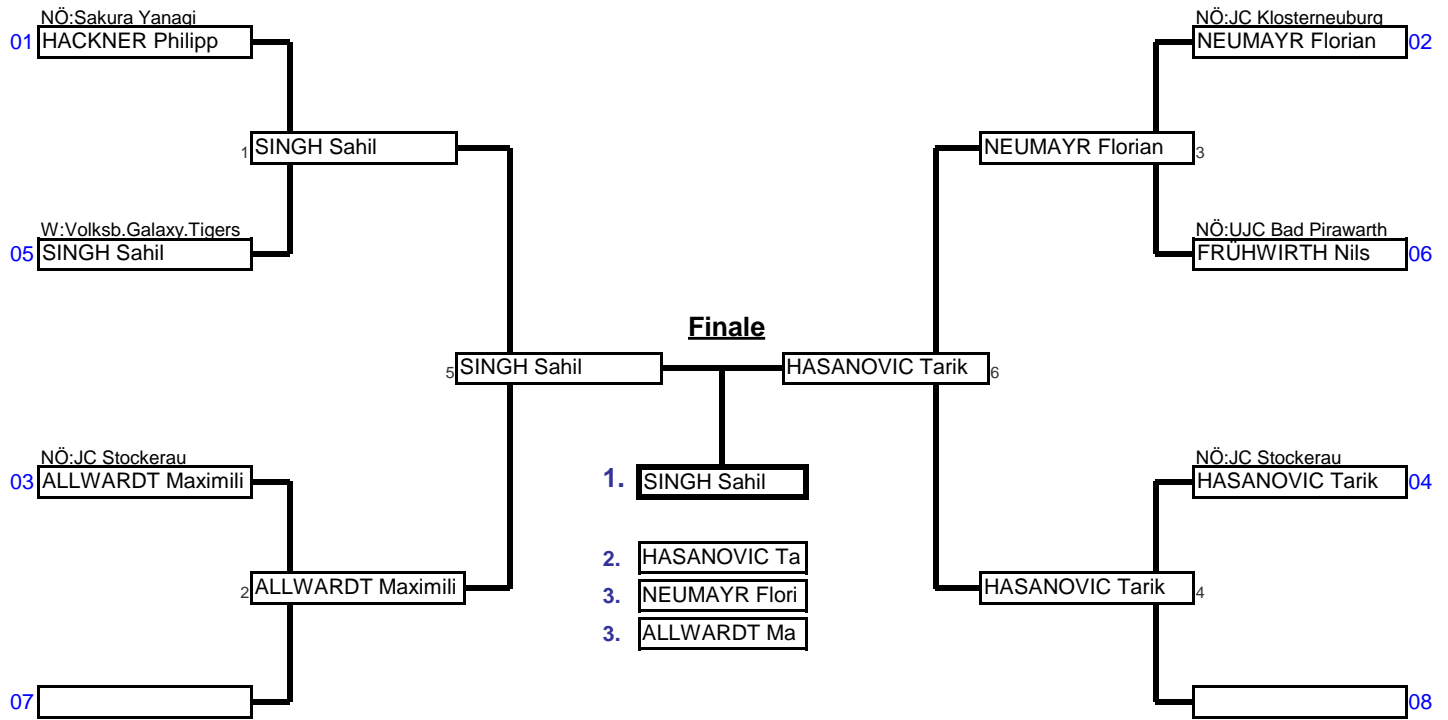 NÖ:Sakura Yanagi
01 HACKNER Philipp
NÖ:JC Klosterneuburg
NEUMAYR Florian 02
1 SINGH Sahil
NEUMAYR Florian 3
W:Volksb.Galaxy.Tigers
05 SINGH Sahil
NÖ:UJC Bad Pirawarth
FRÜHWIRTH Nils 06
Finale
5 SINGH Sahil
HASANOVIC Tarik 6
NÖ:JC Stockerau
03 ALLWARDT Maximili
1. SINGH Sahil
NÖ:JC Stockerau
HASANOVIC Tarik 04
2. HASANOVIC Ta
3. NEUMAYR Flori
3. ALLWARDT Ma
2 ALLWARDT Maximili
HASANOVIC Tarik 4
07
08